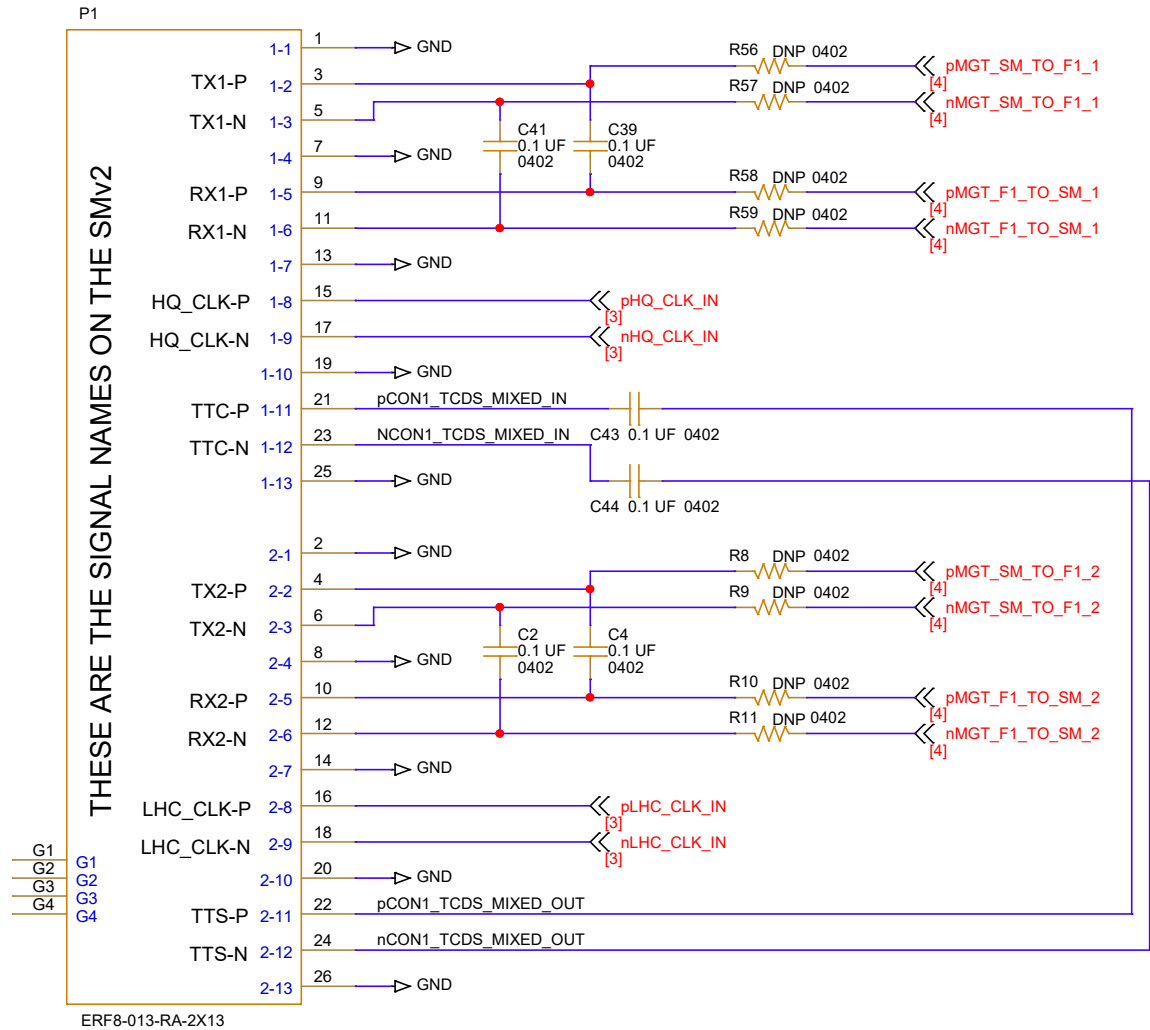 P1
THESE ARE THE SIGNAL NAMES ON THE SMv2
1-1 1 GND
TX1-P 1-2 3
R56 DNP 0402 pMGT_SM_TO_F1_1 [4]
TX1-N 1-3 5
R57 DNP 0402 nMGT_SM_TO_F1_1 [4]
C41 0.1 UF 0402
C39 0.1 UF 0402
1-4 7 GND
RX1-P 1-5 9
R58 DNP 0402 pMGT_F1_TO_SM_1 [4]
RX1-N 1-6 11
R59 DNP 0402 nMGT_F1_TO_SM_1 [4]
1-7 13 GND
HQ_CLK-P 1-8 15 pHQ_CLK_IN [3]
HQ_CLK-N 1-9 17 nHQ_CLK_IN [3]
1-10 19 GND
TTC-P 1-11 21 pCON1_TCDS_MIXED_IN
C43 0.1 UF 0402
TTC-N 1-12 23 NCON1_TCDS_MIXED_IN
1-13 25 GND
C44 0.1 UF 0402
2-1 2 GND
TX2-P 2-2 4
R8 DNP 0402 pMGT_SM_TO_F1_2 [4]
TX2-N 2-3 6
R9 DNP 0402 nMGT_SM_TO_F1_2 [4]
C2 0.1 UF 0402
C4 0.1 UF 0402
2-4 8 GND
RX2-P 2-5 10
R10 DNP 0402 pMGT_F1_TO_SM_2 [4]
RX2-N 2-6 12
R11 DNP 0402 nMGT_F1_TO_SM_2 [4]
2-7 14 GND
LHC_CLK-P 2-8 16 pLHC_CLK_IN [3]
LHC_CLK-N 2-9 18 nLHC_CLK_IN [3]
2-10 20 GND
G1 G1
G2 G2
G3 G3
G4 G4
TTS-P 2-11 22 pCON1_TCDS_MIXED_OUT
TTS-N 2-12 24 nCON1_TCDS_MIXED_OUT
2-13 26 GND
ERF8-013-RA-2X13